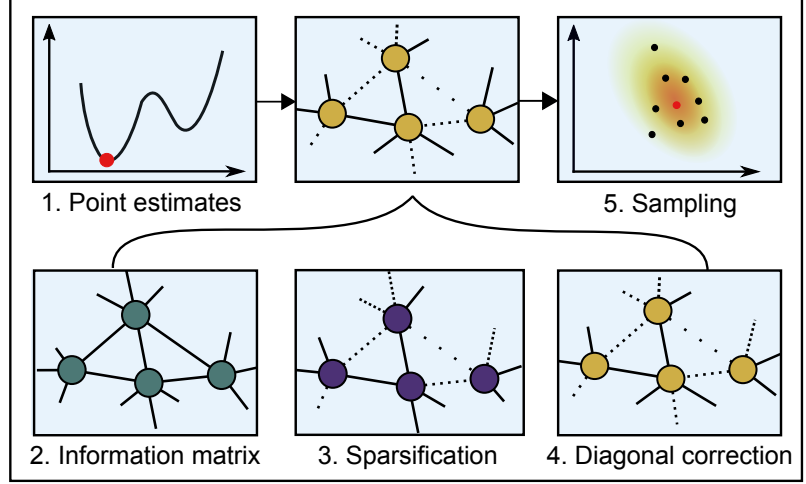 1. Point estimates
5. Sampling
2. Information matrix
3. Sparsification
4. Diagonal correction